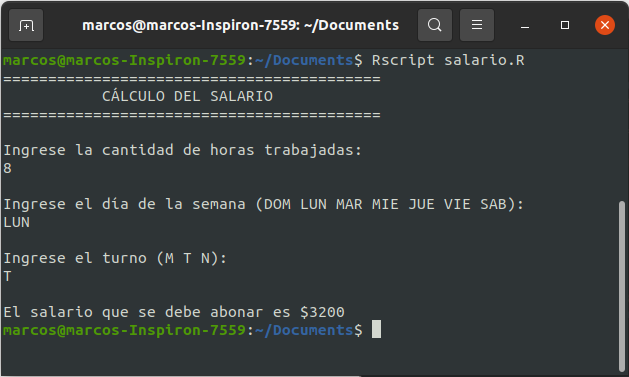 marcos@marcos-Inspiron-7559: ~/Documents
marcos@marcos-Inspiron-7559:~/Documents$ Rscript salario.R
==========================================
CÁLCULO DEL SALARIO
==========================================
Ingrese la cantidad de horas trabajadas:
8
Ingrese el día de la semana (DOM LUN MAR MIE JUE VIE SAB):
LUN
Ingrese el turno (M T N):
T
El salario que se debe abonar es $3200
marcos@marcos-Inspiron-7559:~/Documents$